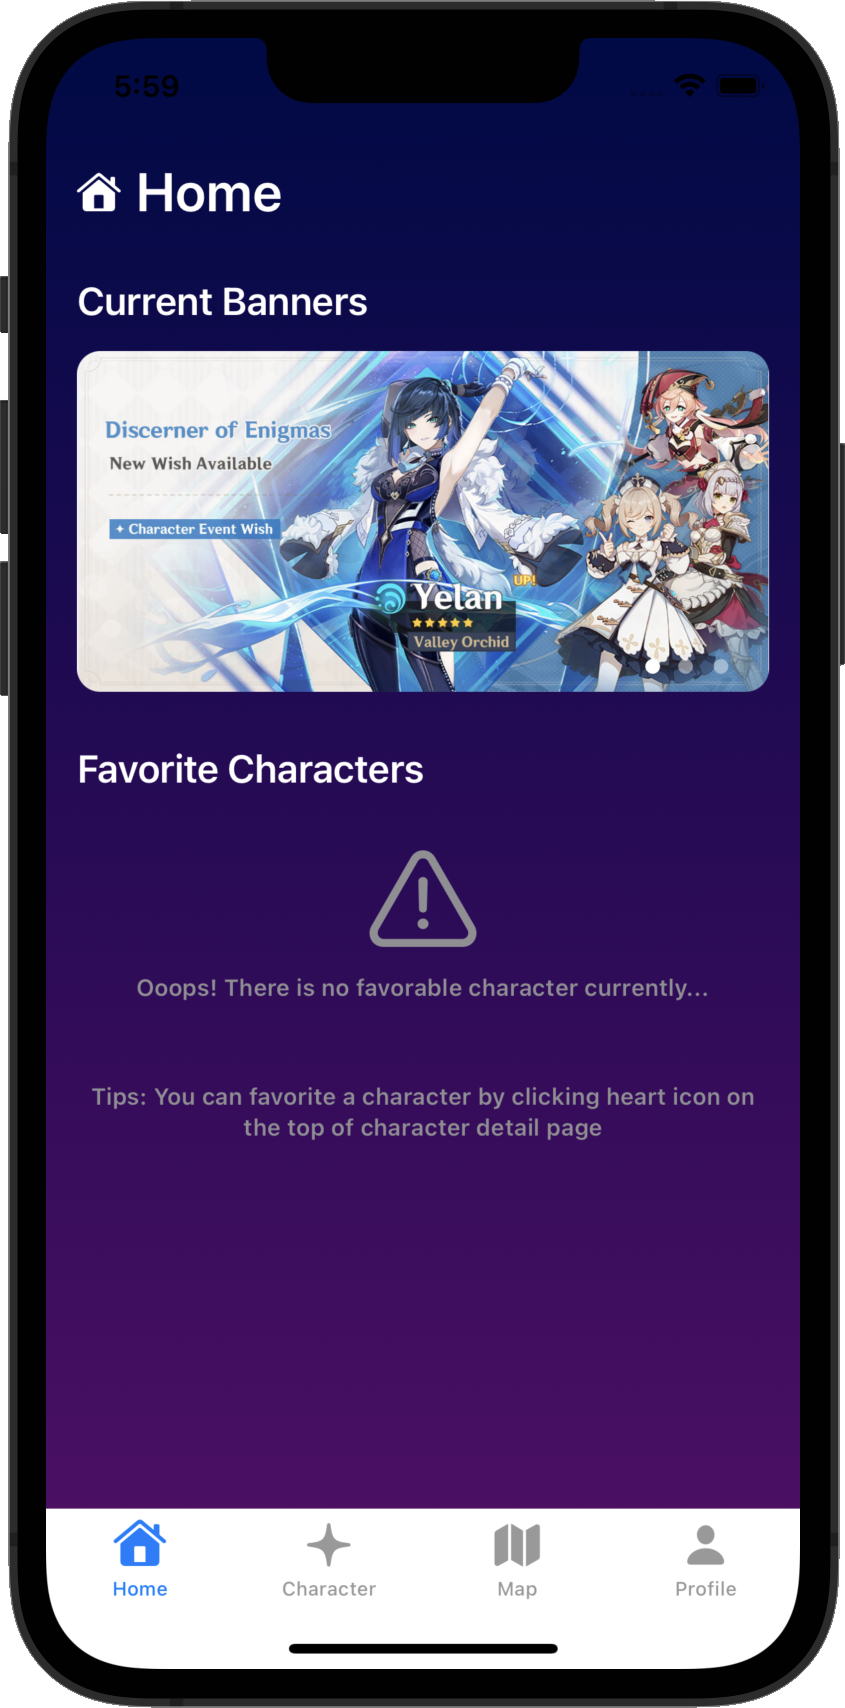 5:59
Home
Current Banners
Discerner of Enigmas
New Wish Available
Character Event Wish
UP!
Yelan
Valley Orchid
Favorite Characters
Ooops! There is no favorable character currently...
Tips: You can favorite a character by clicking heart icon on
the top of character detail page
Home
Character
Map
Profile